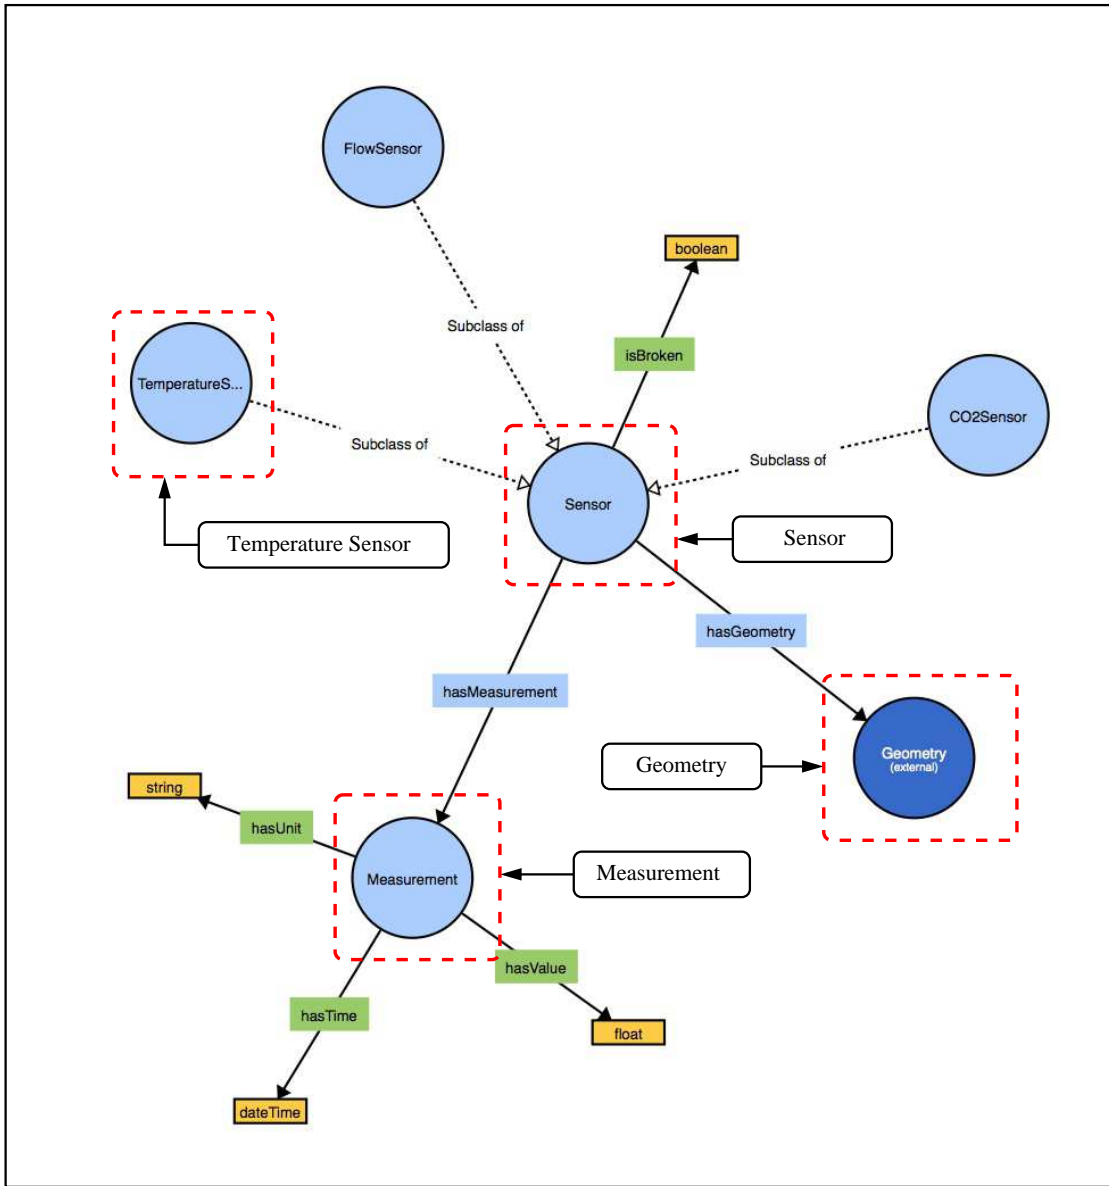 FlowSensor
boolean
Subclass of
isBroken
TemperatureS...
CO2Sensor
Subclass of
Subclass of
Sensor
Temperature Sensor
Sensor
hasGeometry
hasMeasurement
Geometry
(external)
Geometry
string
hasUnit
Measurement
Measurement
hasValue
hasTime
float
dateTime